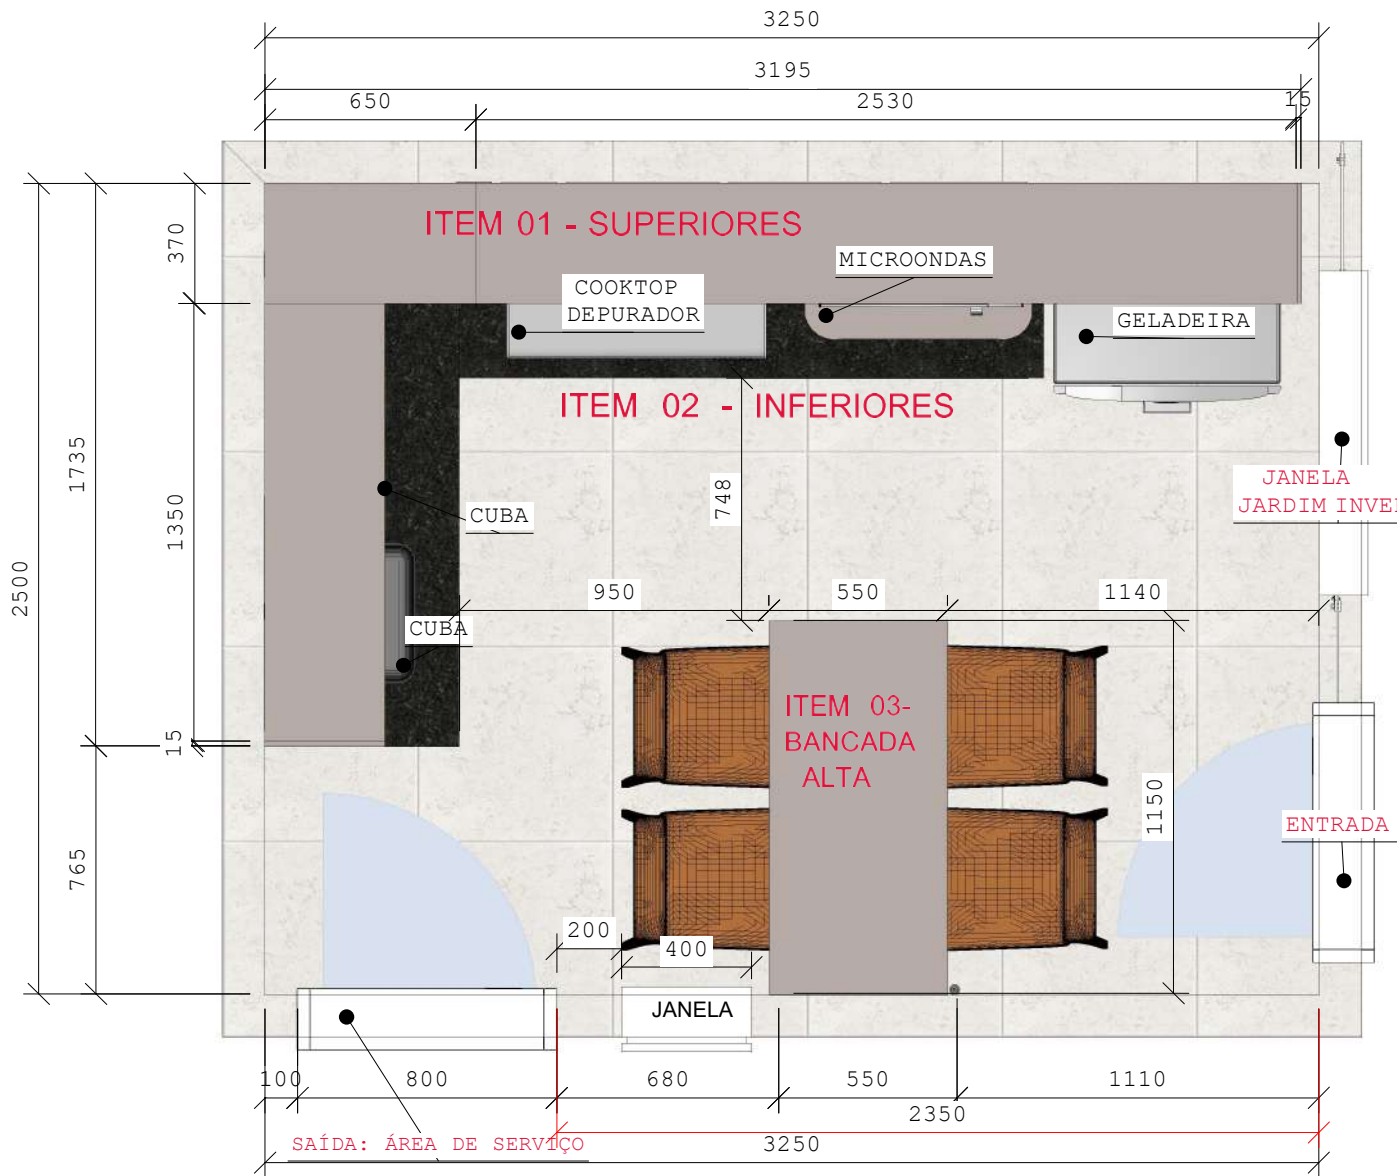 3250
3195
650
2530
15
ITEM 01 - SUPERIORES
370
MICROONDAS
COOKTOP
DEPURADOR
GELADEIRA
ITEM 02 - INFERIORES
1735
1350
2500
748
JANELA
JARDIM INVE
CUBA
950
550
1140
CUBA
ITEM 03-
BANCADA
ALTA
15
1150
765
ENTRADA
200
400
JANELA
100
800
680
550
1110
2350
SAÍDA: ÁREA DE SERVIÇO
3250